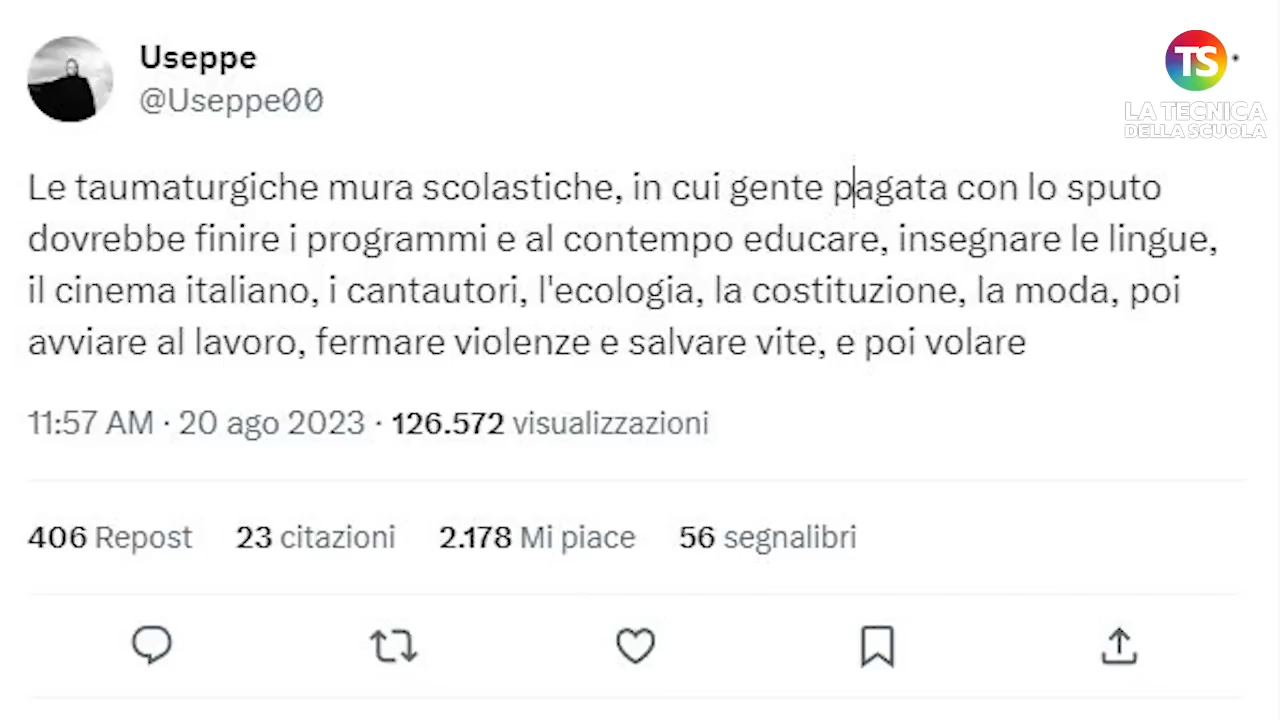 Useppe
@Useppe00
TS
LA TECNICA
DELLA SCUOLA
Le taumaturgiche mura scolastiche, in cui gente pagata con lo sputo
dovrebbe finire i programmi e al contempo educare, insegnare le lingue,
il cinema italiano, i cantautori, l'ecologia, la costituzione, la moda, poi
avviare al lavoro, fermare violenze e salvare vite, e poi volare
11:57 AM · 20 ago 2023 · 126.572 visualizzazioni
406 Repost 23 citazioni 2.178 Mi piace 56 segnalibri